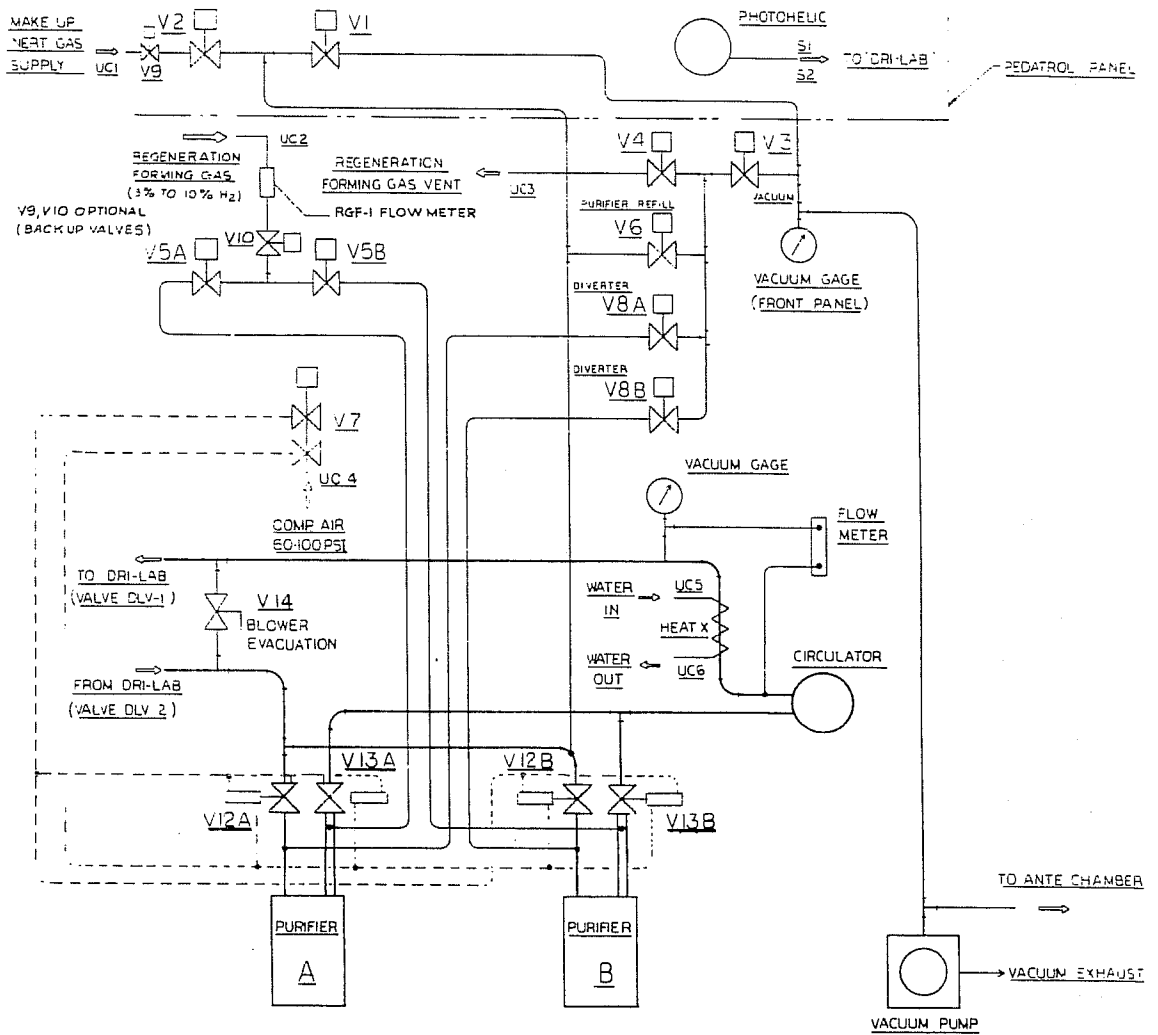 MAKE UP
INERT GAS
SUPPLY
UC1
V9
V2
V1
PHOTOHELIC
S1
S2
TO DRI-LAB
PEDATROL PANEL
UC2
REGENERATION
FORMING GAS
(3% TO 10% H2)
RGF-1 FLOW METER
V9, V10 OPTIONAL
(BACK UP VALVES)
V10
V5A
V5B
REGENERATION
FORMING GAS VENT
UC3
V4
V3
VACUUM
PURIFIER REFILL
V6
VACUUM GAGE
(FRONT PANEL)
DIVERTER
V8A
DIVERTER
V8B
V7
UC4
COMP AIR
60-100 PSI
VACUUM GAGE
FLOW
METER
TO DRI-LAB
(VALVE DLV-1)
V14
BLOWER
EVACUATION
WATER
IN
UC5
HEAT X
WATER
OUT
UC6
CIRCULATOR
FROM DRI-LAB
(VALVE DLV 2)
V13A
V12B
V12A
V13B
PURIFIER
A
PURIFIER
B
TO ANTE CHAMBER
VACUUM EXHAUST
VACUUM PUMP